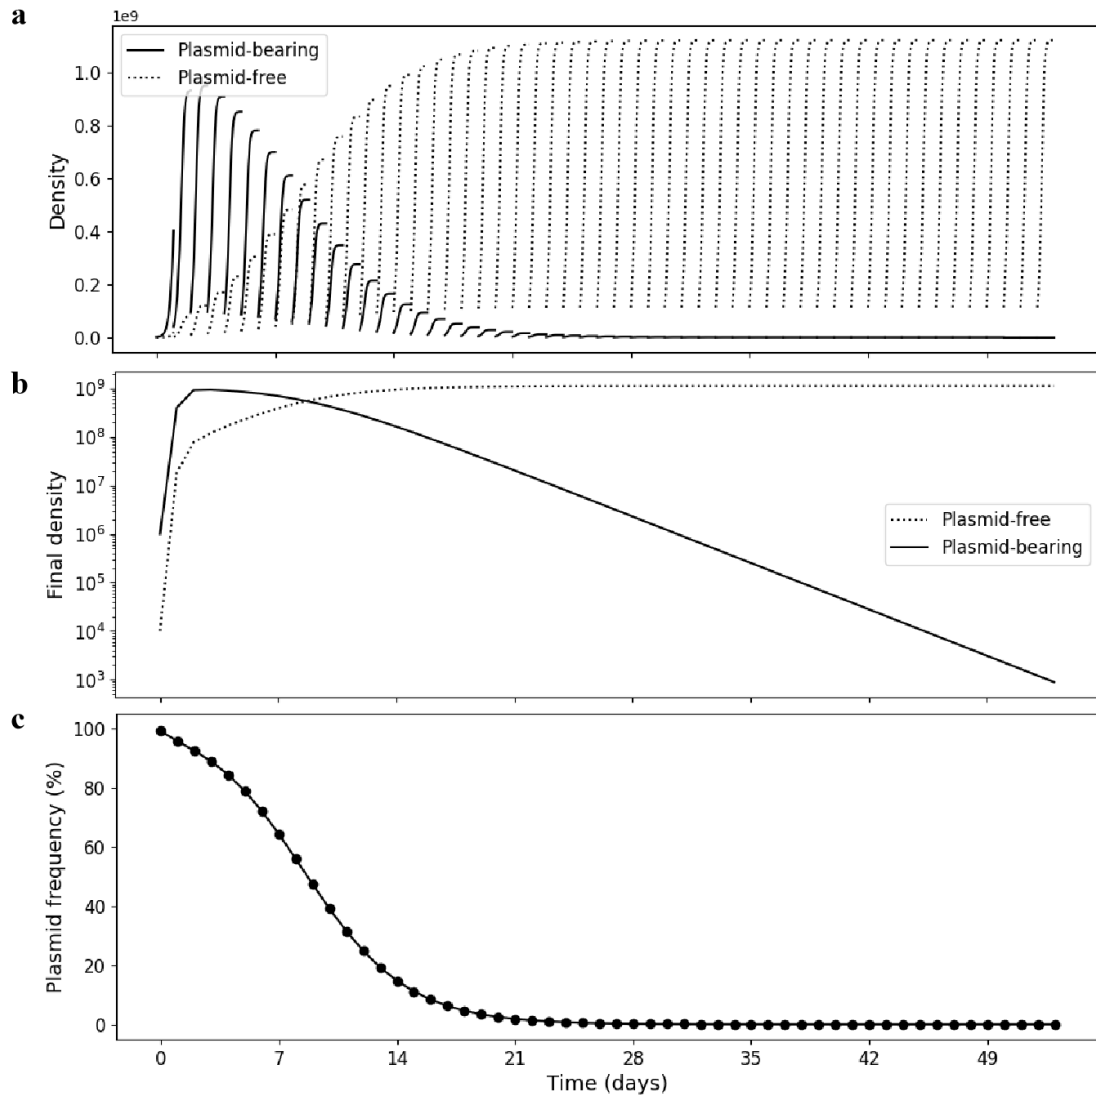 a
1e9
Plasmid-bearing
Plasmid-free
1.0
0.8
0.6
0.4
0.2
0.0
Density
b
10⁹
10⁸
10⁷
10⁶
10⁵
10⁴
10³
Final density
Plasmid-free
Plasmid-bearing
c
100
80
60
40
20
0
Plasmid frequency (%)
0 7 14 21 28 35 42 49
Time (days)